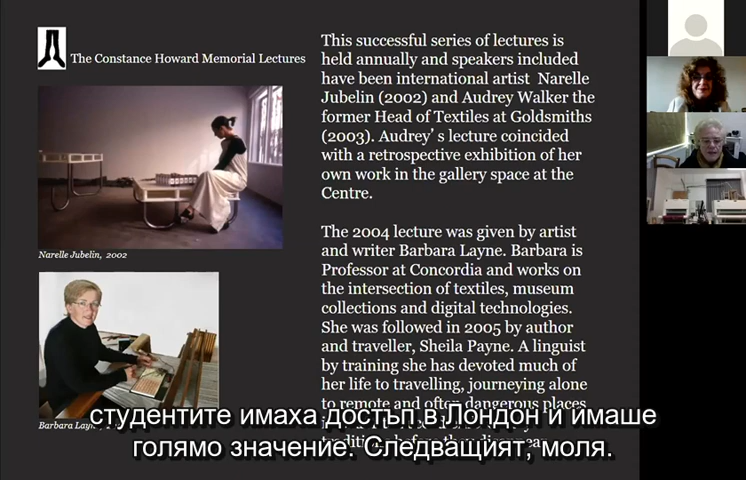 The Constance Howard Memorial Lectures
Narelle Jubelin, 2002
This successful series of lectures is
held annually and speakers included
have been international artist Narelle
Jubelin (2002) and Audrey Walker the
former Head of Textiles at Goldsmiths
(2003). Audrey's lecture coincided
with a retrospective exhibition of her
own work in the gallery space at the
Centre.
The 2004 lecture was given by artist
and writer Barbara Layne. Barbara is
Professor at Concordia and works on
the intersection of textiles, museum
collections and digital technologies.
She was followed in 2005 by author
and traveller, Sheila Payne. A linguist
by training she has devoted much of
her life to travelling, journeying alone
to remote and often dangerous places
Barbara
студентите имаха достъп в Лондон и имаше
голямо значение. Следващият, моля.